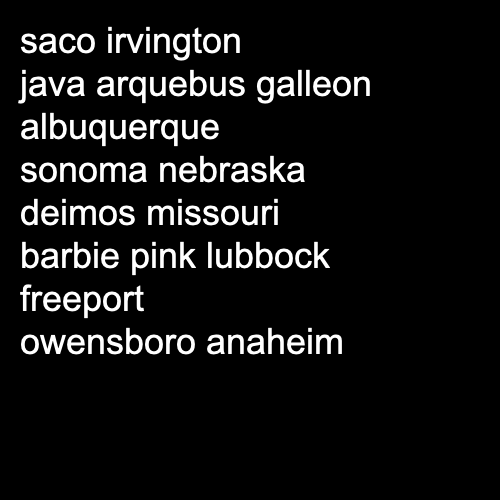 saco irvington
java arquebus galleon
albuquerque
sonoma nebraska
deimos missouri
barbie pink lubbock
freeport
owensboro anaheim